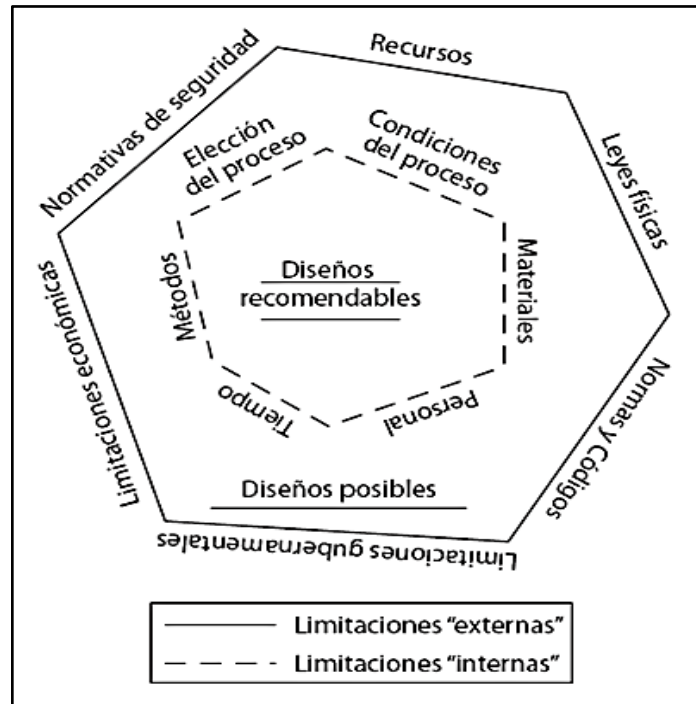 Recursos
Normativas de seguridad
Leyes físicas
Elección
del proceso
Condiciones
del proceso
Métodos
Materiales
Diseños
recomendables
Limitaciones económicas
Tiempo
Personal
Normas y Códigos
Diseños posibles
Limitaciones gubernamentales
Limitaciones “externas”
Limitaciones “internas”